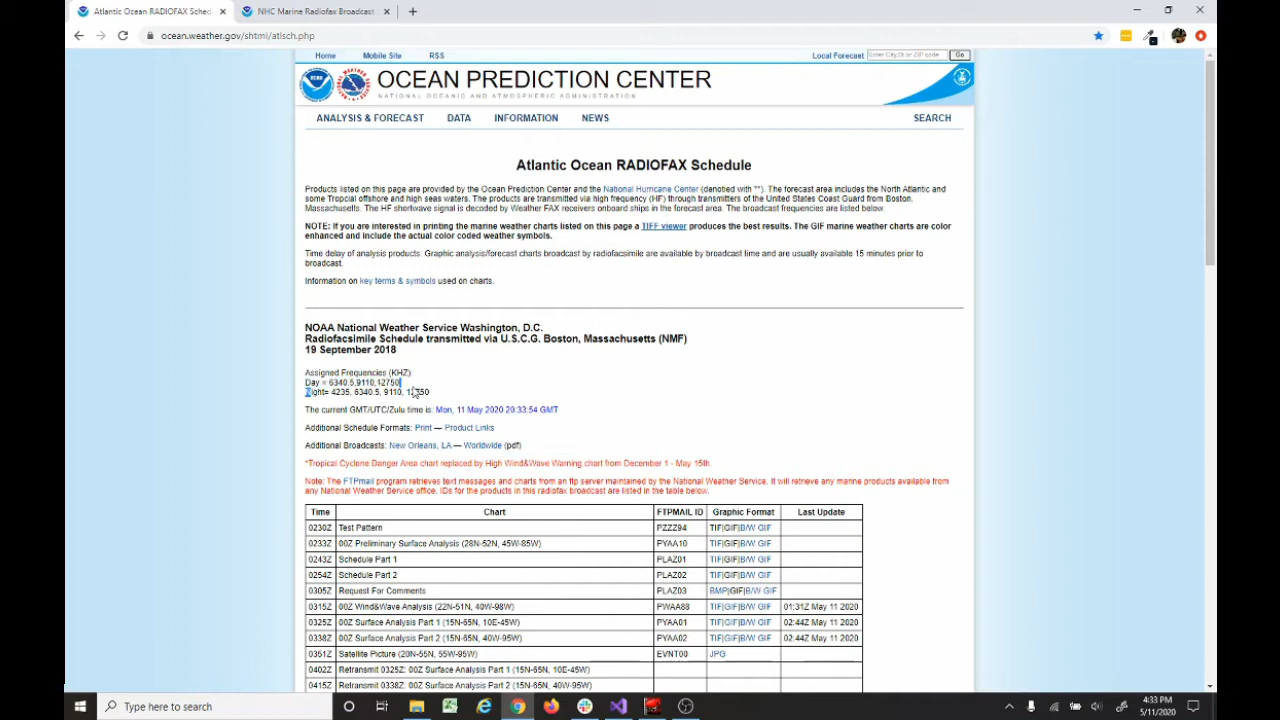 Atlantic Ocean RADIOFAX Sched
NHC Marine Radiofax Broadcast
ocean.weather.gov/shtml/atlsch.php
Home Mobile Site RSS Local Forecast Enter City,St or ZIP code Go
OCEAN PREDICTION CENTER
NATIONAL OCEANIC AND ATMOSPHERIC ADMINISTRATION
ANALYSIS & FORECAST DATA INFORMATION NEWS SEARCH
Atlantic Ocean RADIOFAX Schedule
Products listed on this page are provided by the Ocean Prediction Center and the National Hurricane Center (denotied with **). The forecast area includes the North Atlantic and
some Tropcial offshore and high seas waters. The products are transmitted via high frequency (HF) through transmitters of the United States Coast Guard from Boston,
Massachusetts. The HF shortwave signal is decoded by Weather FAX receivers onboard ships in the forecast area. The broadcast frequencies are listed below
NOTE: If you are interested in printing the marine weather charts listed on this page a TIFF viewer produces the best results. The GIF marine weather charts are color
enhanced and include the actual color coded weather symbols.
Time delay of analysis products: Graphic analysis/forecast charts broadcast by radiofacsimile are available by broadcast time and are usually available 15 minutes prior to
broadcast.
Information on key terms & symbols used on charts.
NOAA National Weather Service Washington, D.C.
Radiofacsimile Schedule transmitted via U.S.C.G. Boston, Massachusetts (NMF)
19 September 2018
Assigned Frequencies (KHZ):
Day = 6340.5,9110,12750
Night= 4235, 6340.5, 9110, 12750
The current GMT/UTC/Zulu time is: Mon, 11 May 2020 20:33:54 GMT
Additional Schedule Formats: Print — Product Links
Additional Broadcasts: New Orleans, LA — Worldwide (pdf)
*Tropical Cyclone Danger Area chart replaced by High Wind&Wave Warning chart from December 1 - May 15th
Note: The FTPmail program retrieves text messages and charts from an ftp server maintained by the National Weather Service. It will retrieve any marine products available from
any National Weather Service office. IDs for the products in this radiofax broadcast are listed in the table below.
Time Chart FTPMAIL ID Graphic Format Last Update
0230Z Test Pattern PZZZ94 TIF|GIF|B/W GIF
0233Z 00Z Preliminary Surface Analysis (28N-52N, 45W-85W) PYAA10 TIF|GIF|B/W GIF
0243Z Schedule Part 1 PLAZ01 TIF|GIF|B/W GIF
0254Z Schedule Part 2 PLAZ02 TIF|GIF|B/W GIF
0305Z Request For Comments PLAZ03 BMP|GIF|B/W GIF
0315Z 00Z Wind&Wave Analysis (22N-51N, 40W-98W) PWAA88 TIF|GIF|B/W GIF 01:31Z May 11 2020
0325Z 00Z Surface Analysis Part 1 (15N-65N, 10E-45W) PYAA01 TIF|GIF|B/W GIF 02:44Z May 11 2020
0338Z 00Z Surface Analysis Part 2 (15N-65N, 40W-95W) PYAA02 TIF|GIF|B/W GIF 02:44Z May 11 2020
0351Z Satellite Picture (20N-55N, 55W-95W) EVNT00 JPG
0402Z Retransmit 0325Z: 00Z Surface Analysis Part 1 (15N-65N, 10E-45W)
0415Z Retransmit 0338Z: 00Z Surface Analysis Part 2 (15N-65N, 40W-95W)
Type here to search
4:33 PM
5/11/2020